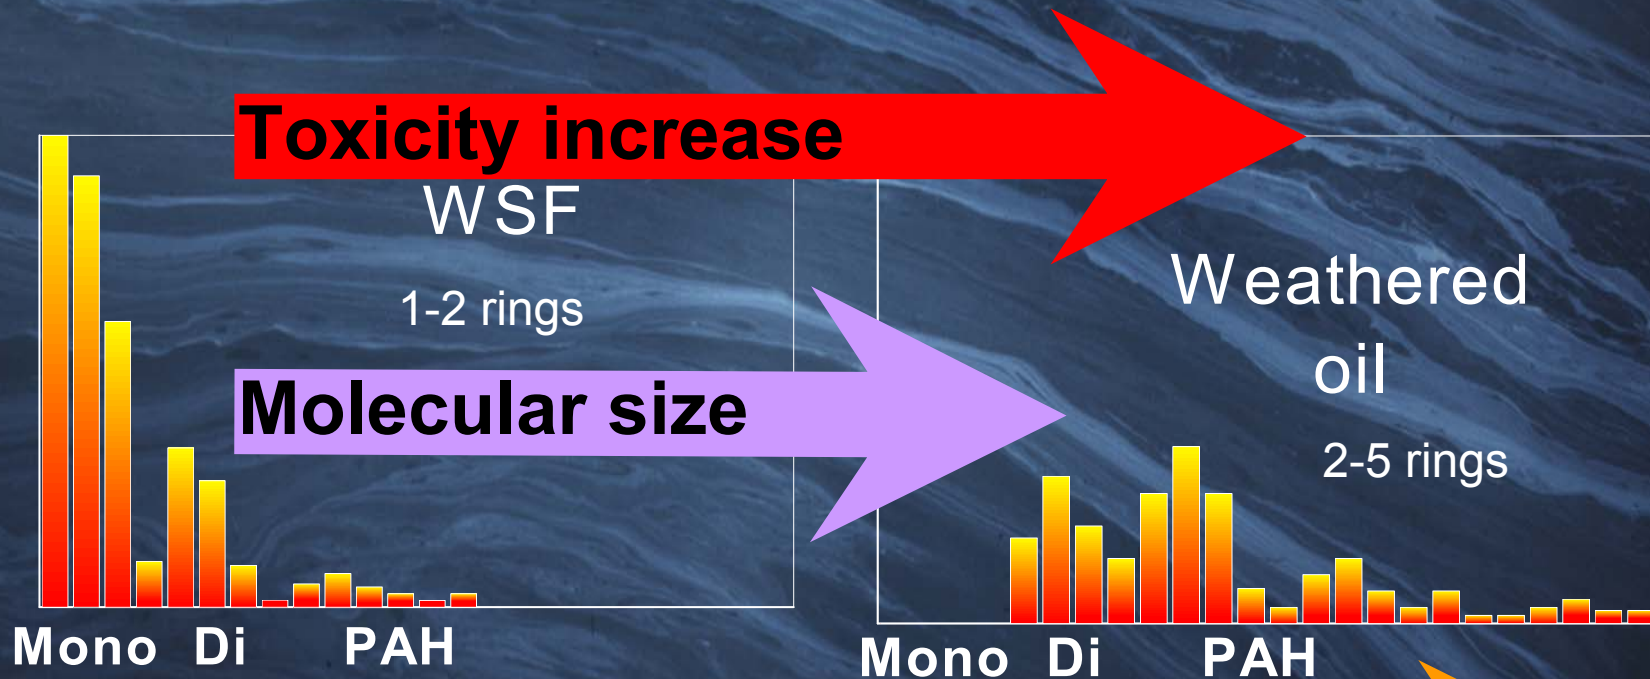 Toxicity increase
WSF
1-2 rings
Molecular size
Mono Di PAH
Weathered
oil
2-5 rings
Mono Di PAH